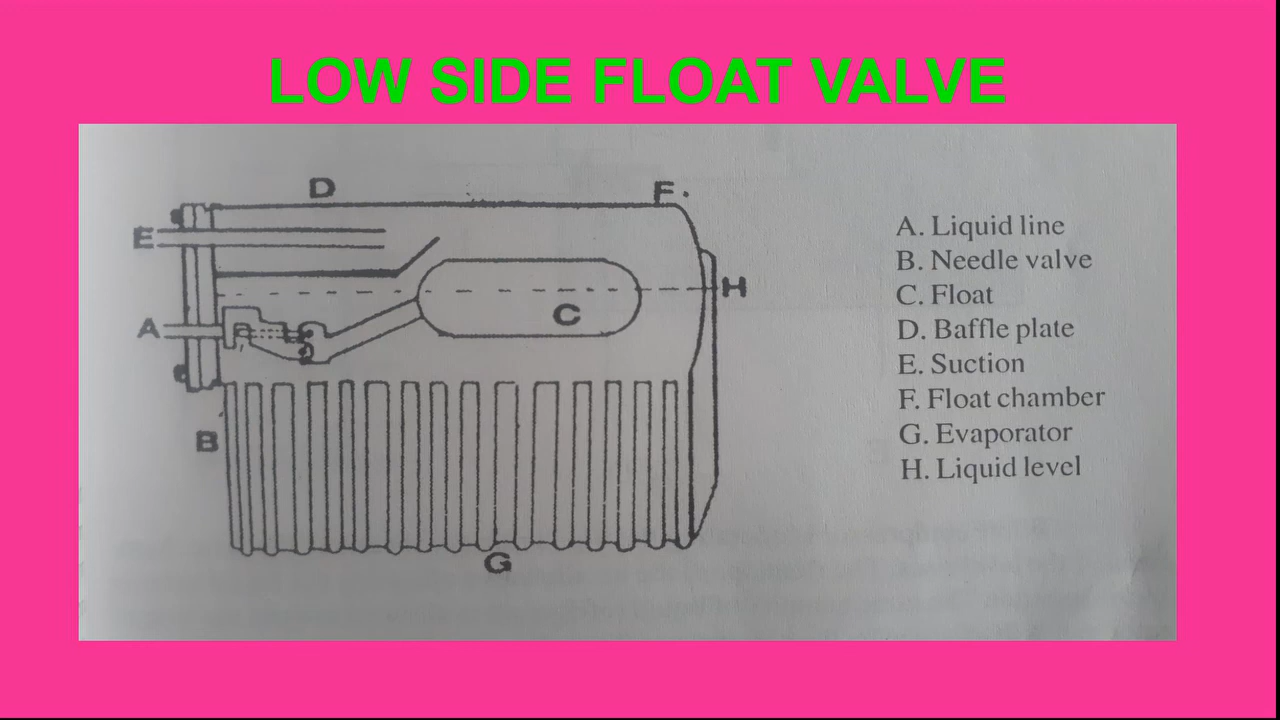 LOW SIDE FLOAT VALVE
D
F.
E
H
A
C
B
G
A. Liquid line
B. Needle valve
C. Float
D. Baffle plate
E. Suction
F. Float chamber
G. Evaporator
H. Liquid level